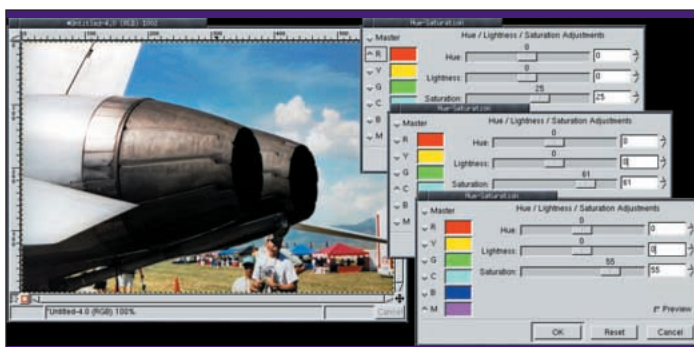 *Untitled-4.0 (RGB) 100%
Hue-Saturation
Master
Hue / Lightness / Saturation Adjustments
R
Hue:
0
0
Y
Lightness:
0
0
G
Saturation:
25
25
C
B
M
Hue-Saturation
Master
Hue / Lightness / Saturation Adjustments
R
Hue:
0
0
Y
Lightness:
0
0
G
Saturation:
61
61
C
B
M
Hue-Saturation
Master
Hue / Lightness / Saturation Adjustments
R
Hue:
0
0
Y
Lightness:
0
0
G
Saturation:
55
55
C
B
M
Preview
OK
Reset
Cancel
*Untitled-4.0 (RGB) 100%
Cancel